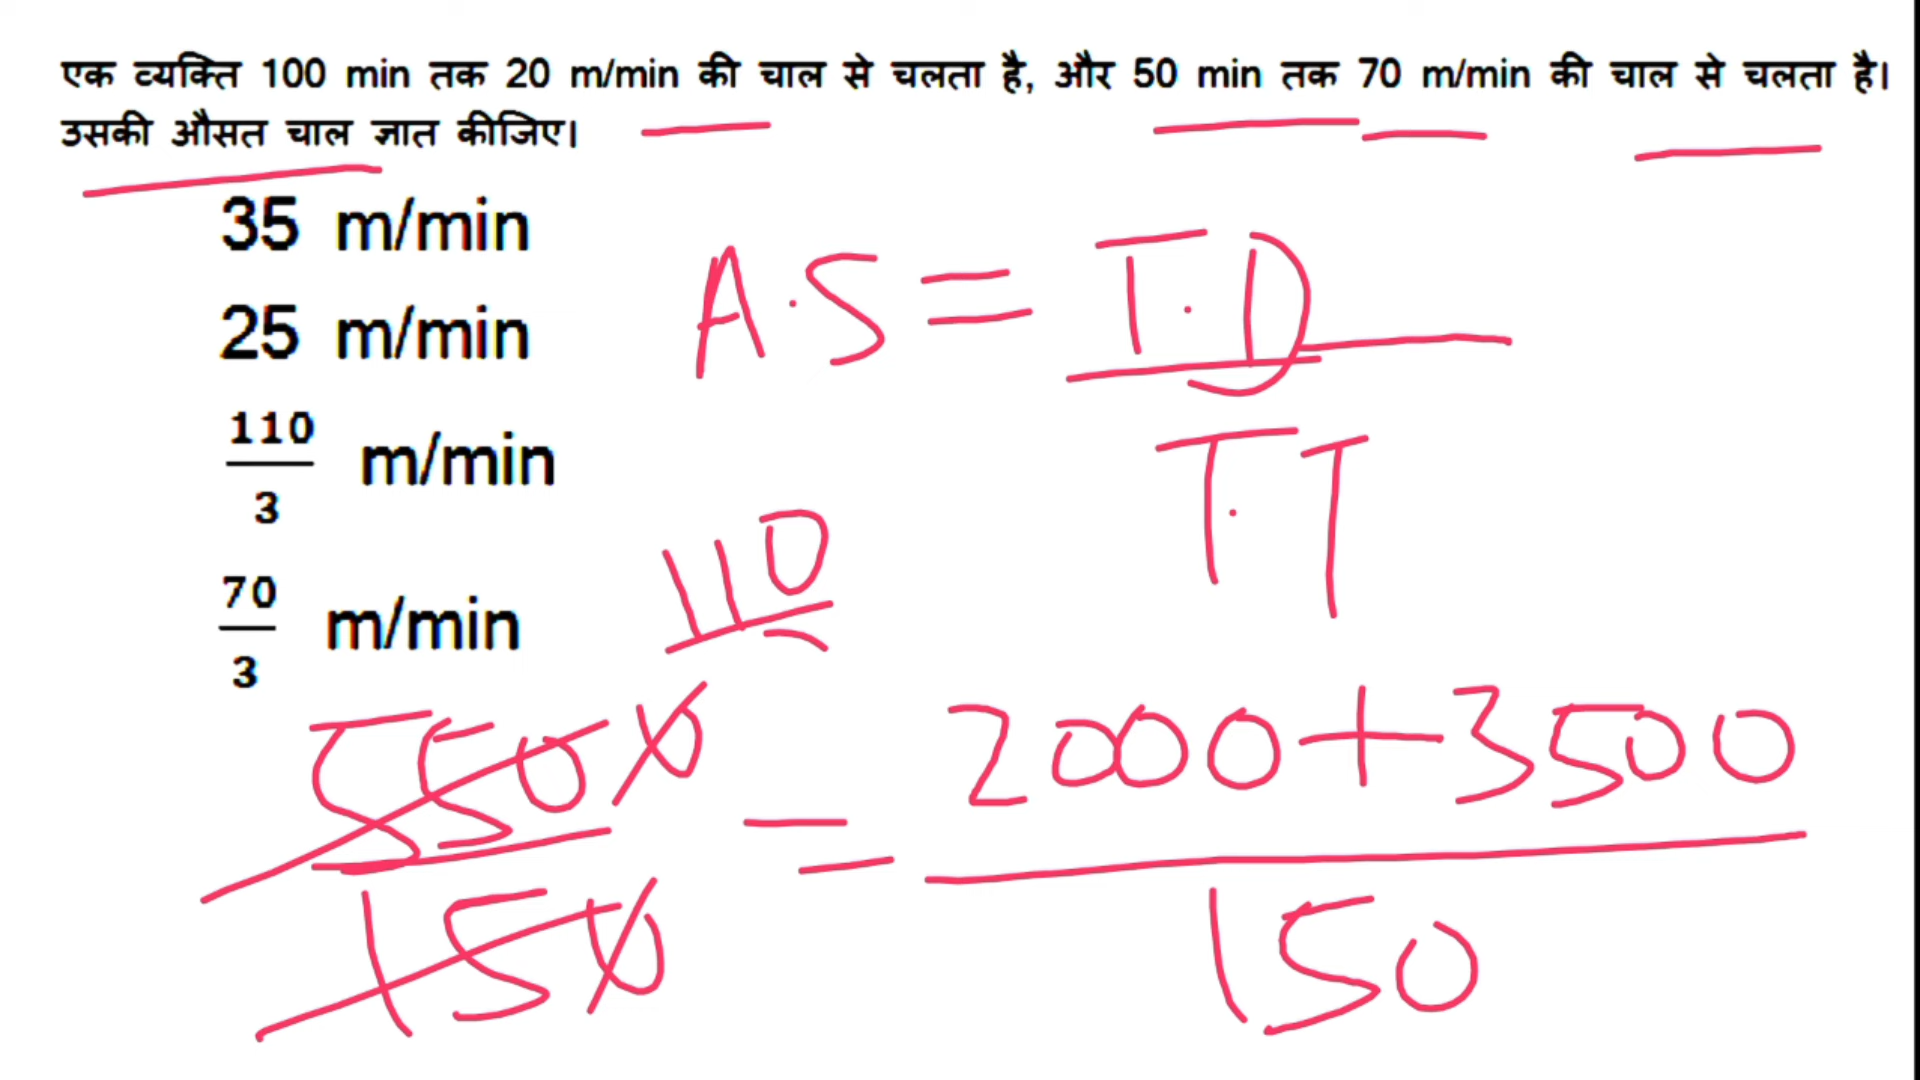 एक व्यक्ति 100 min तक 20 m/min की चाल से चलता है, और 50 min तक 70 m/min की चाल से चलता है।
उसकी औसत चाल ज्ञात कीजिए।
35 m/min
25 m/min
110
3
m/min
70
3
m/min
A.S = T.D
T.T
= 2000+3500
150
5500
150
110